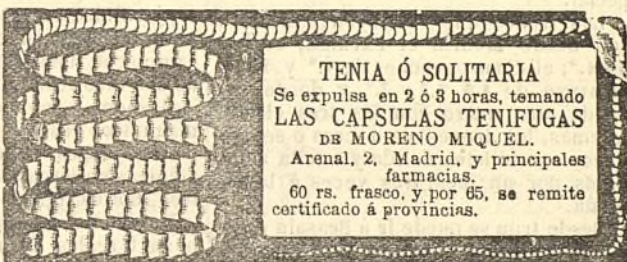 TENIA Ó SOLITARIA
Se expulsa en 2 ó 3 horas, temando
LAS CAPSULAS TENIFUGAS
DE MORENO MIQUEL.
Arenal, 2, Madrid, y principales
farmacias.
60 rs. frasco, y por 65, se remite
certificado á provincias.